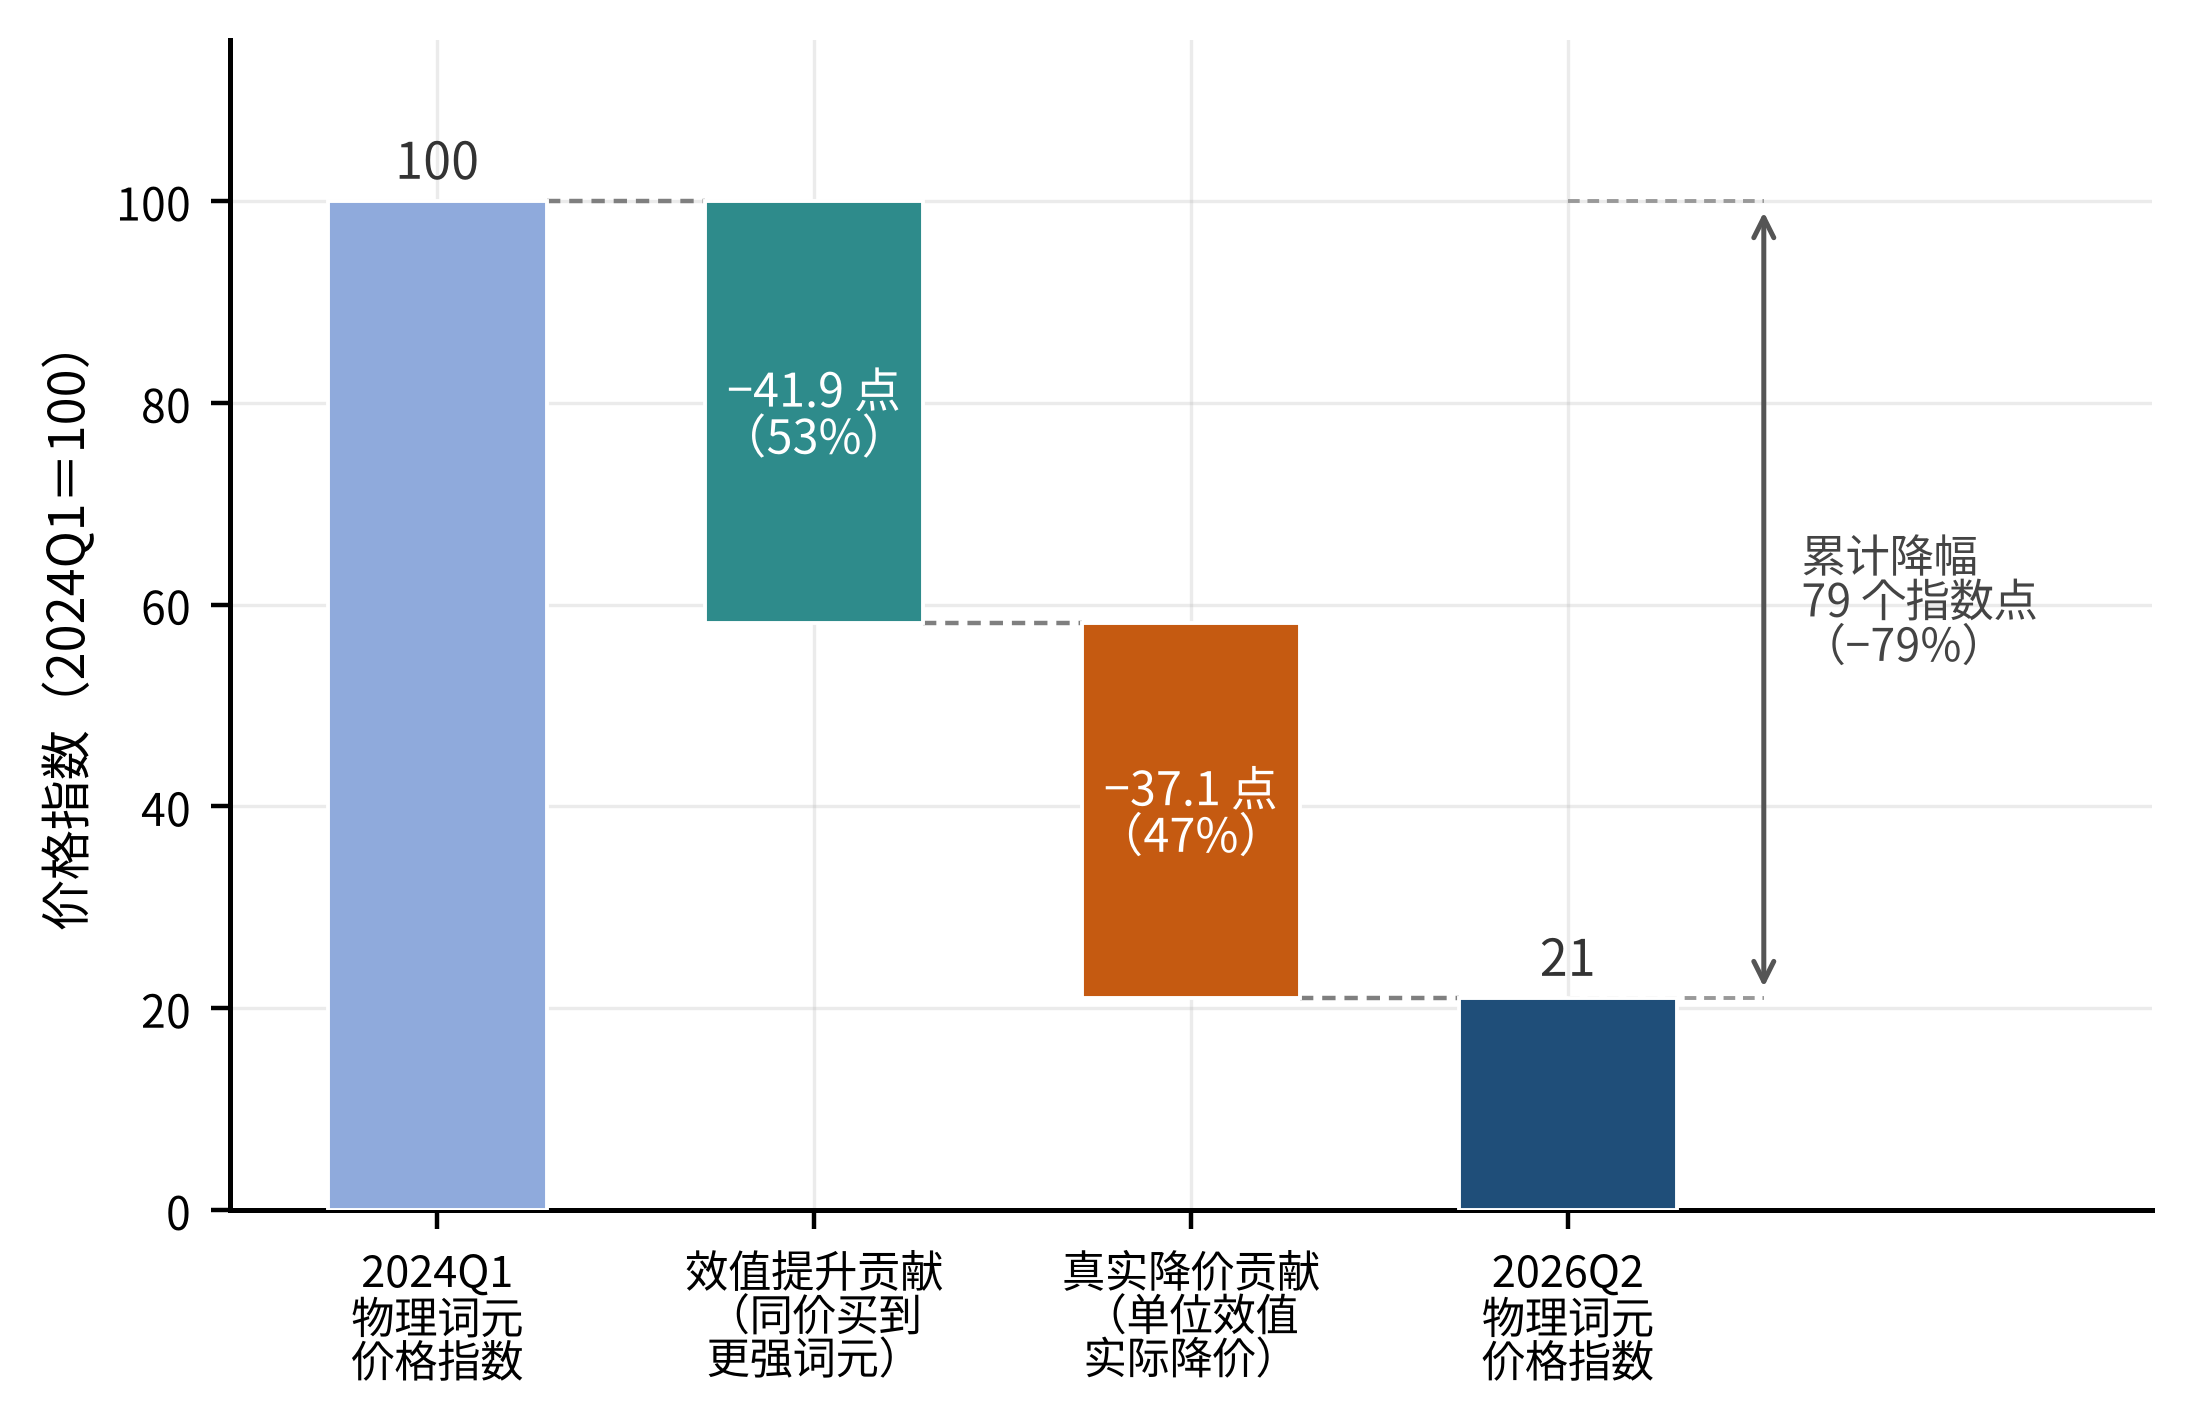 价格指数（2024Q1＝100）
100
80
60
40
20
0
100
−41.9 点
（53%）
−37.1 点
（47%）
21
累计降幅
79 个指数点
（−79%）
2024Q1
物理词元
价格指数
效值提升贡献
（同价买到
更强词元）
真实降价贡献
（单位效值
实际降价）
2026Q2
物理词元
价格指数